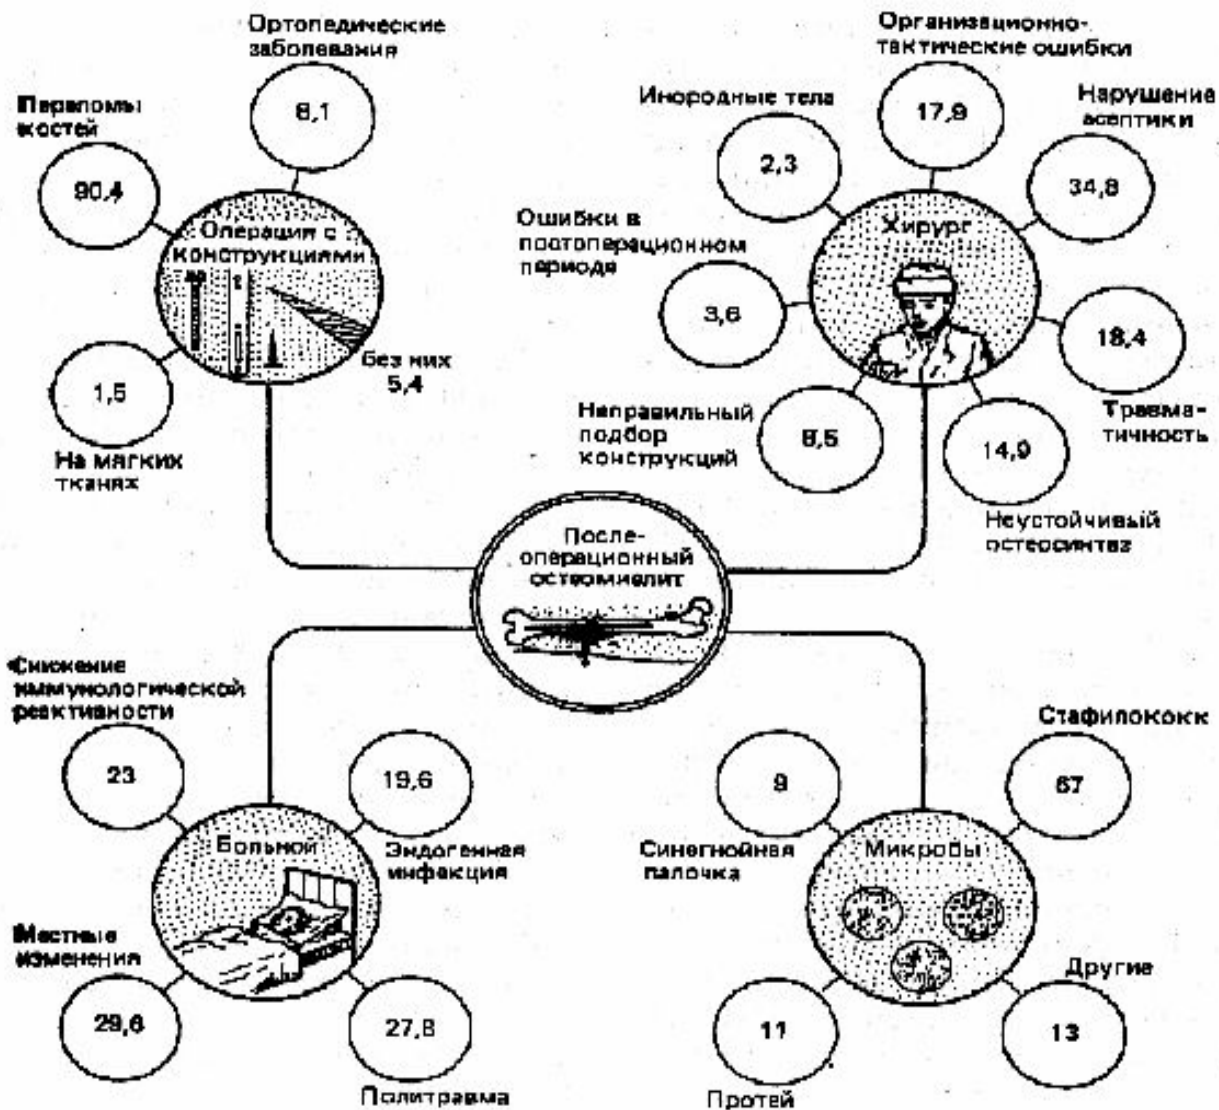 Ортопедические
заболевания
8,1
Переломы
костей
90,4
Операция с
конструкциями
Без них
5,4
1,5
На мягких
тканях
Организационно-
тактические ошибки
17,9
Инородные тела
2,3
Нарушение
асептики
34,8
Хирург
Ошибки в
постоперационном
периоде
3,6
18,4
Травма-
тичность
Неправильный
подбор
конструкций
8,5
14,9
Неустойчивый
остеосинтез
После-
операционный
остеомиелит
Снижение
иммунологической
реактивности
23
19,6
Больной
Эндогенная
инфекция
Местные
изменения
29,6
27,8
Политравма
Стафилококк
9
67
Синегнойная
палочка
Микробы
Другие
11
13
Протей